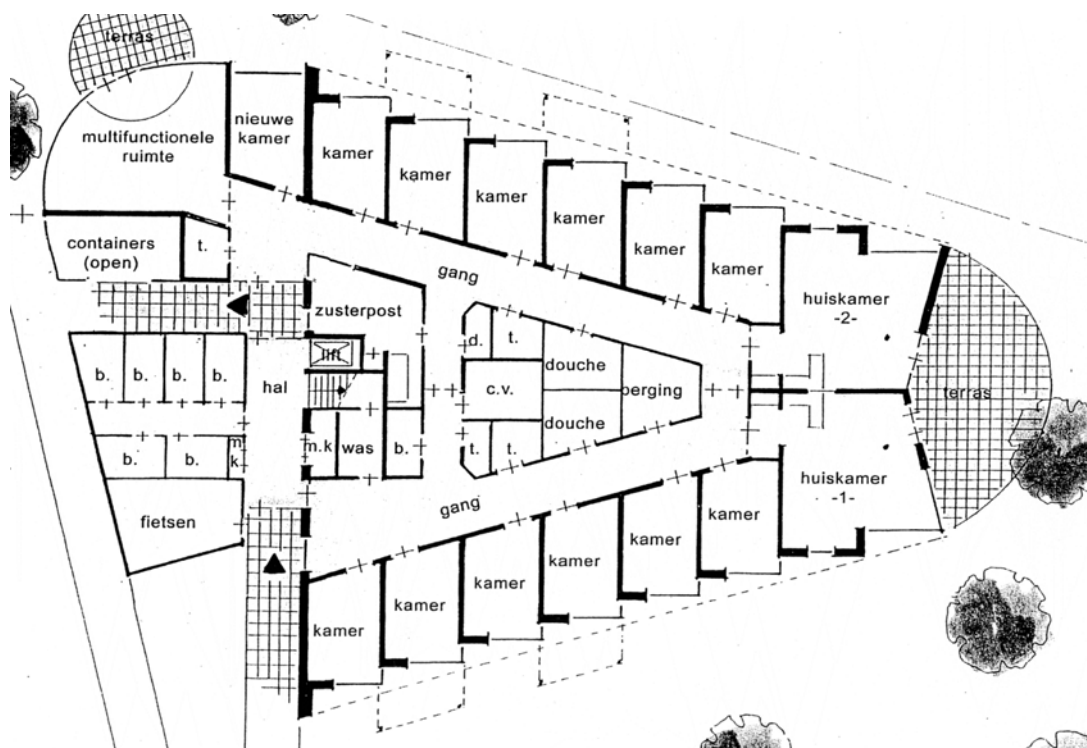 terras
multifunctionele
ruimte
nieuwe
kamer
kamer
kamer
kamer
kamer
kamer
kamer
containers
(open)
t.
gang
zusterpost
huiskamer
-2-
lift
d.
t.
douche
b.
b.
b.
b.
hal
c.v.
berging
terras
douche
m.k
was
b.
t.
t.
b.
b.
m
k
huiskamer
-1-
gang
fietsen
kamer
kamer
kamer
kamer
kamer
kamer